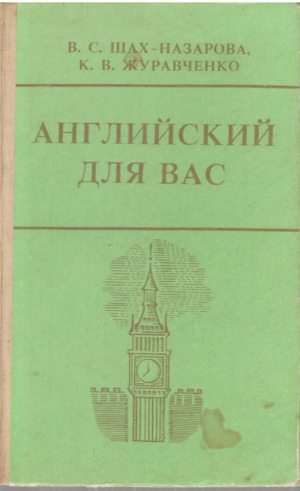 В. С. ШАХ-НАЗАРОВА,
К. В. ЖУРАВЧЕНКО
АНГЛИЙСКИЙ
ДЛЯ ВАС